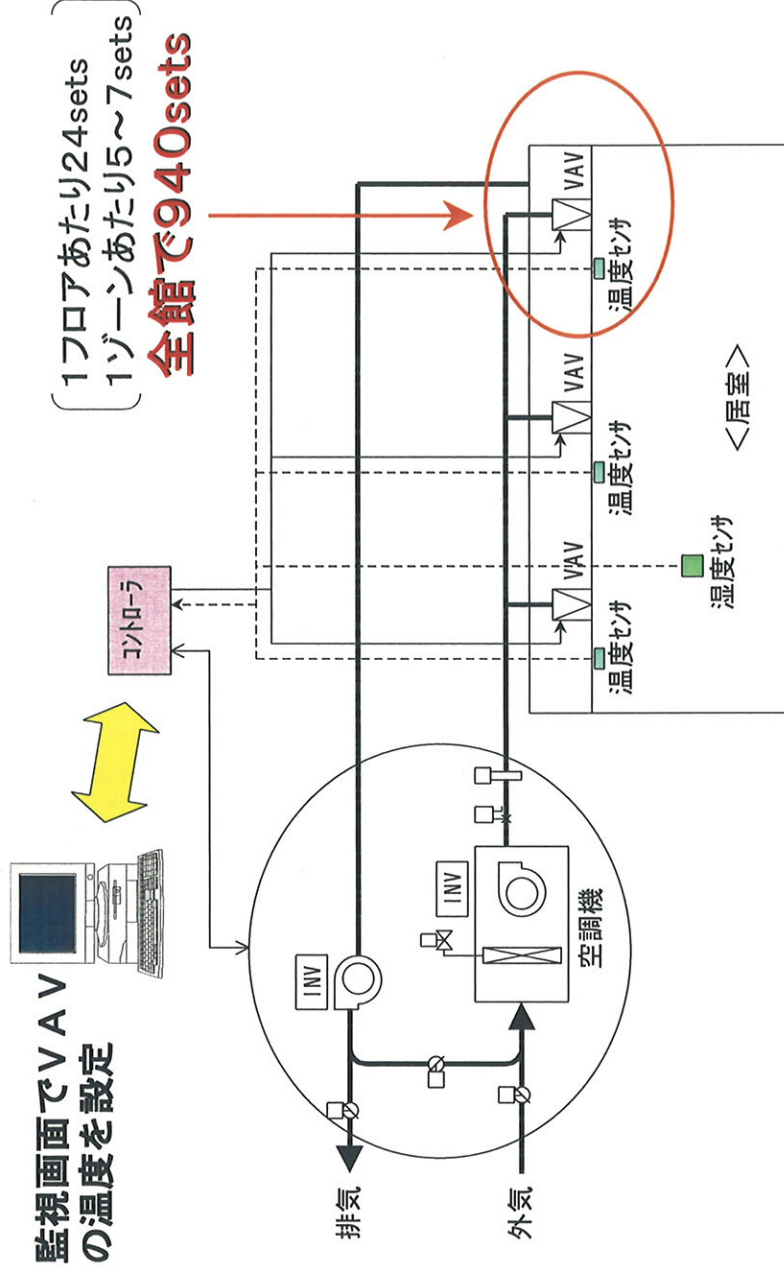 監視画面でＶＡＶ
の温度を設定
コントローラ
1フロアあたり24sets
1ゾーンあたり5～7sets
全館で940sets
INV
INV
排気
外気
空調機
VAV
VAV
VAV
温度センサ
温度センサ
温度センサ
湿度センサ
＜居室＞